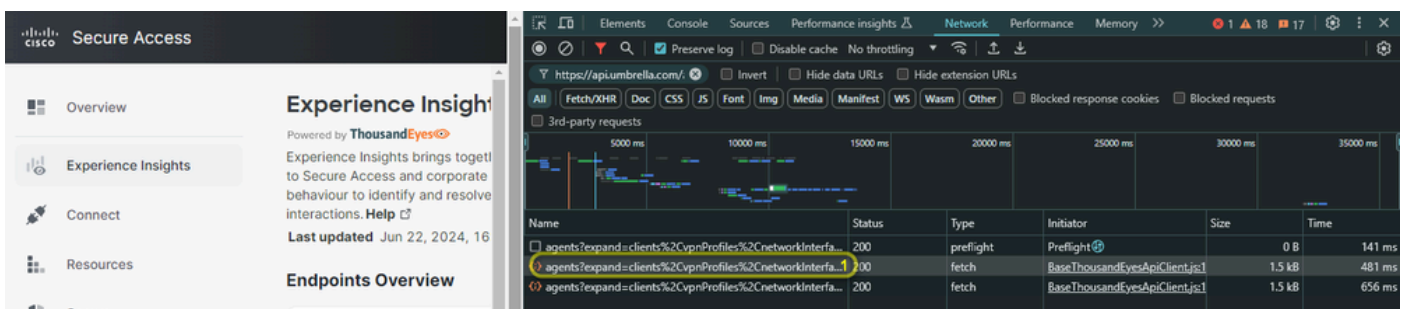 CISCO Secure Access
Overview
Experience Insights
Connect
Resources
Experience Insight
Powered by ThousandEyes
Experience Insights brings togetl
to Secure Access and corporate
behaviour to identify and resolve
interactions. Help
Last updated Jun 22, 2024, 16
Endpoints Overview
Elements Console Sources Performance insights Network Performance Memory 1 18 17
Preserve log Disable cache No throttling
https://api.umbrella.com/. Invert Hide data URLs Hide extension URLs
All Fetch/XHR Doc CSS JS Font Img Media Manifest WS Wasm Other Blocked response cookies Blocked requests
3rd-party requests
5000 ms 10000 ms 15000 ms 20000 ms 25000 ms 30000 ms 35000 ms
Name Status Type Initiator Size Time
agents?expand=clients%2CvpnProfiles%2CnetworkInterfa... 200 preflight Preflight 0 B 141 ms
agents?expand=clients%2CvpnProfiles%2CnetworkInterfa... 1 200 fetch BaseThousandEyesApiClient.js:1 1.5 kB 481 ms
agents?expand=clients%2CvpnProfiles%2CnetworkInterfa... 200 fetch BaseThousandEyesApiClient.js:1 1.5 kB 656 ms